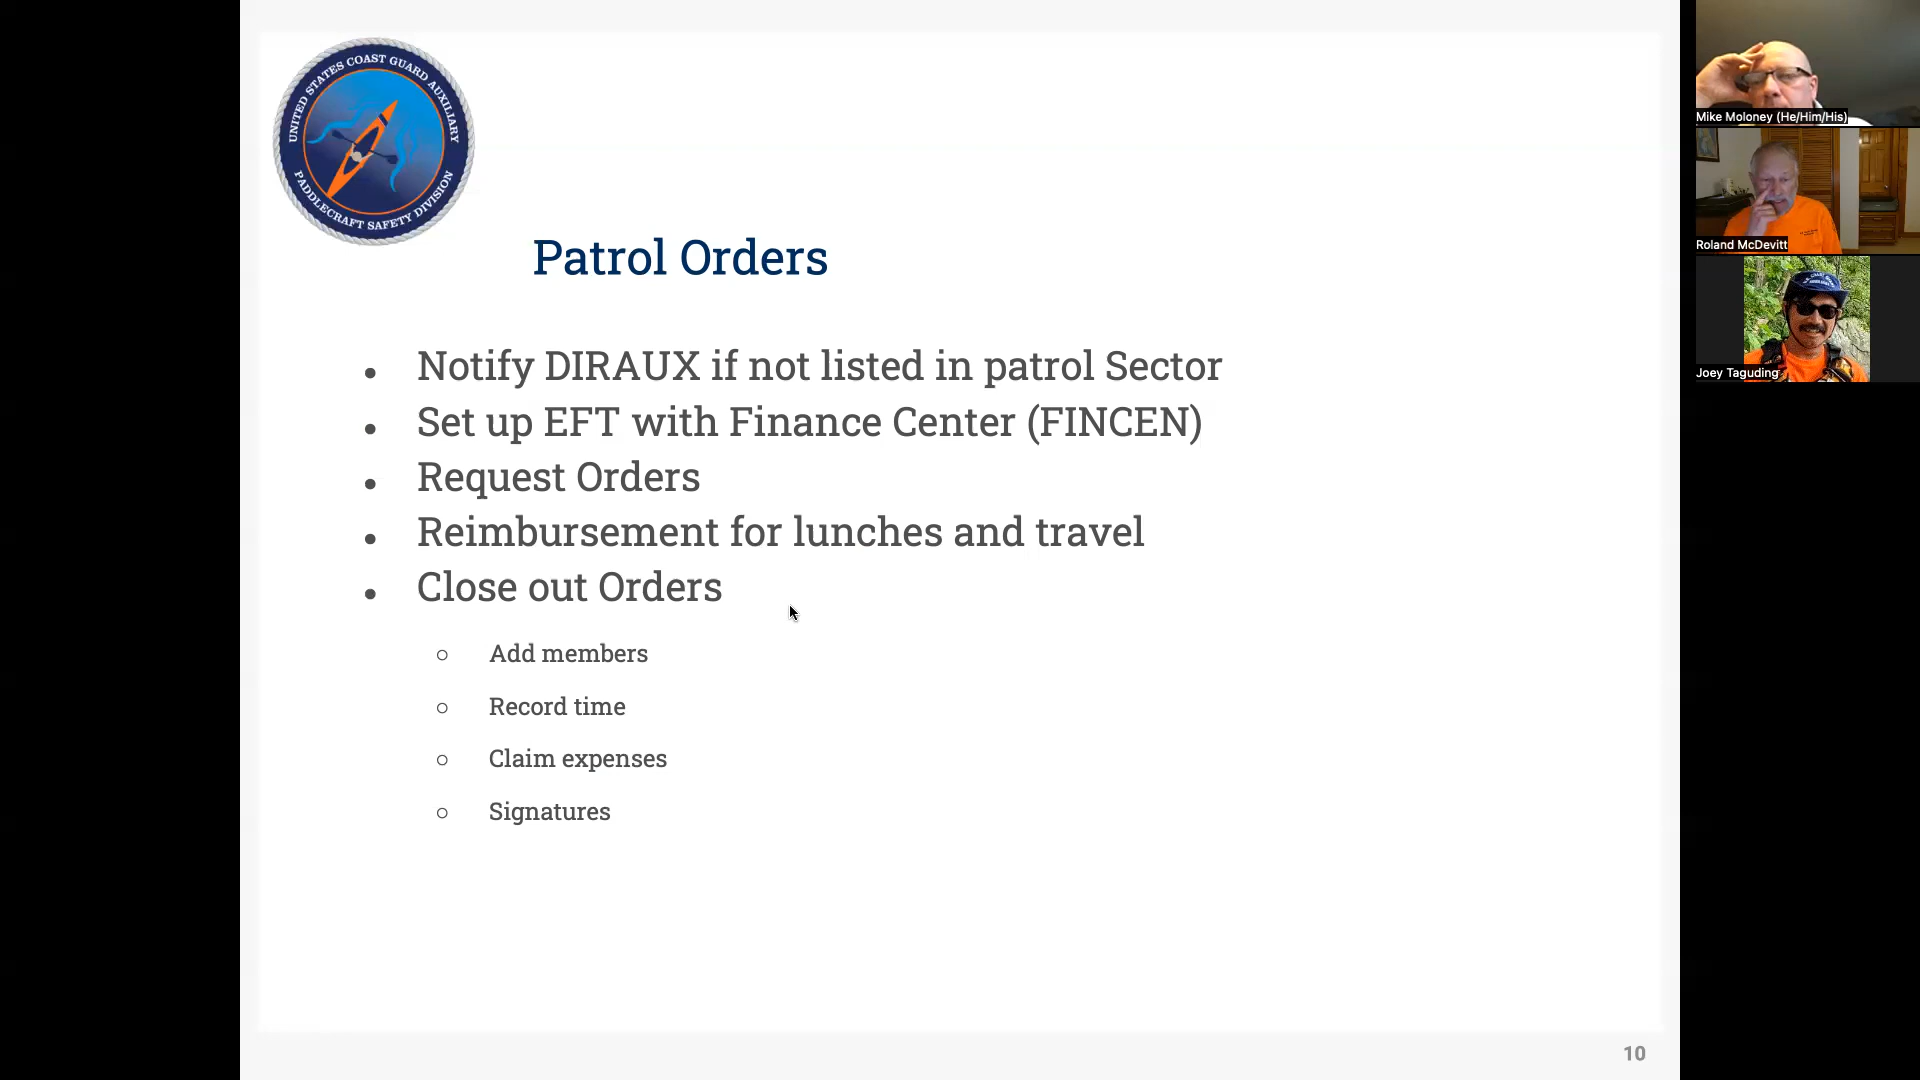 UNITED STATES COAST GUARD AUXILIARY
PADDLECRAFT SAFETY DIVISION
Patrol Orders
● Notify DIRAUX if not listed in patrol Sector
● Set up EFT with Finance Center (FINCEN)
● Request Orders
● Reimbursement for lunches and travel
● Close out Orders
○ Add members
○ Record time
○ Claim expenses
○ Signatures
10
Mike Moloney (He/Him/His)
Roland McDevitt
Joey Taguding